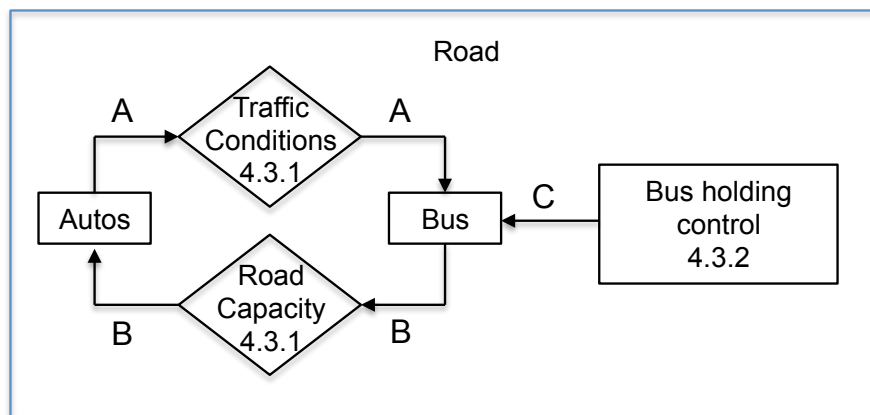 Road
A
Traffic
Conditions
4.3.1
A
Autos
Bus
C
Bus holding
control
4.3.2
B
Road
Capacity
4.3.1
B